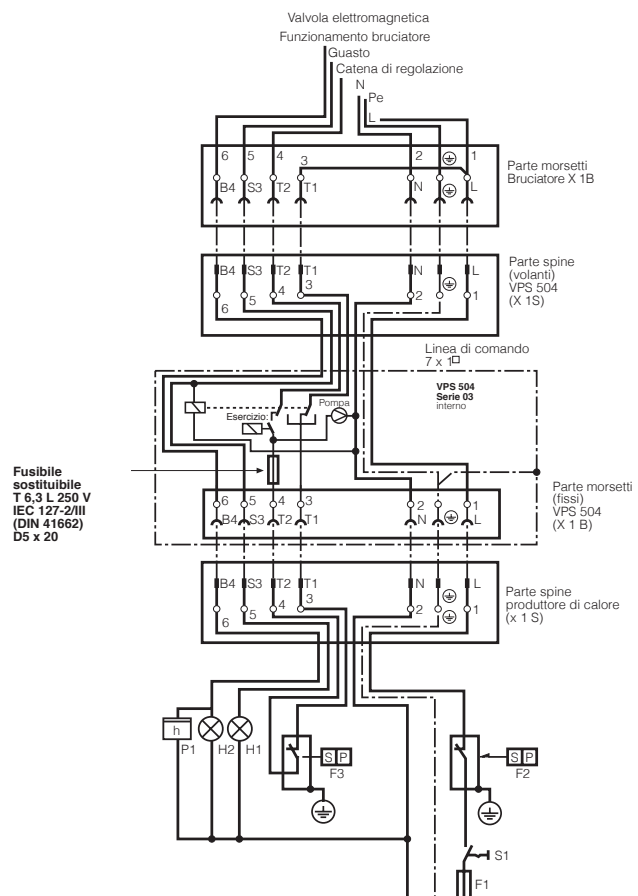 Valvola elettromagnetica
Funzionamento bruciatore
Guasto
Catena di regolazione
N
Pe
L
6 5 4 3 2 1
B4 S3 T2 T1 N L
Parte morsetti
Bruciatore X 1B
B4 S3 T2 T1 N L
6 5 4 3 2 1
Parte spine
(volanti)
VPS 504
(X 1S)
Linea di comando
7 x 1□
VPS 504
Serie 03
interno
Pompa
Esercizio:
Fusibile
sostituibile
T 6,3 L 250 V
IEC 127-2/III
(DIN 41662)
D5 x 20
6 5 4 3 2 1
B4 S3 T2 T1 N L
Parte morsetti
(fissi)
VPS 504
(X 1 B)
B4 S3 T2 T1 N L
6 5 4 3 2 1
Parte spine
produttore di calore
(x 1 S)
h
P1 H2 H1
S P
F3
S P
F2
S1
F1